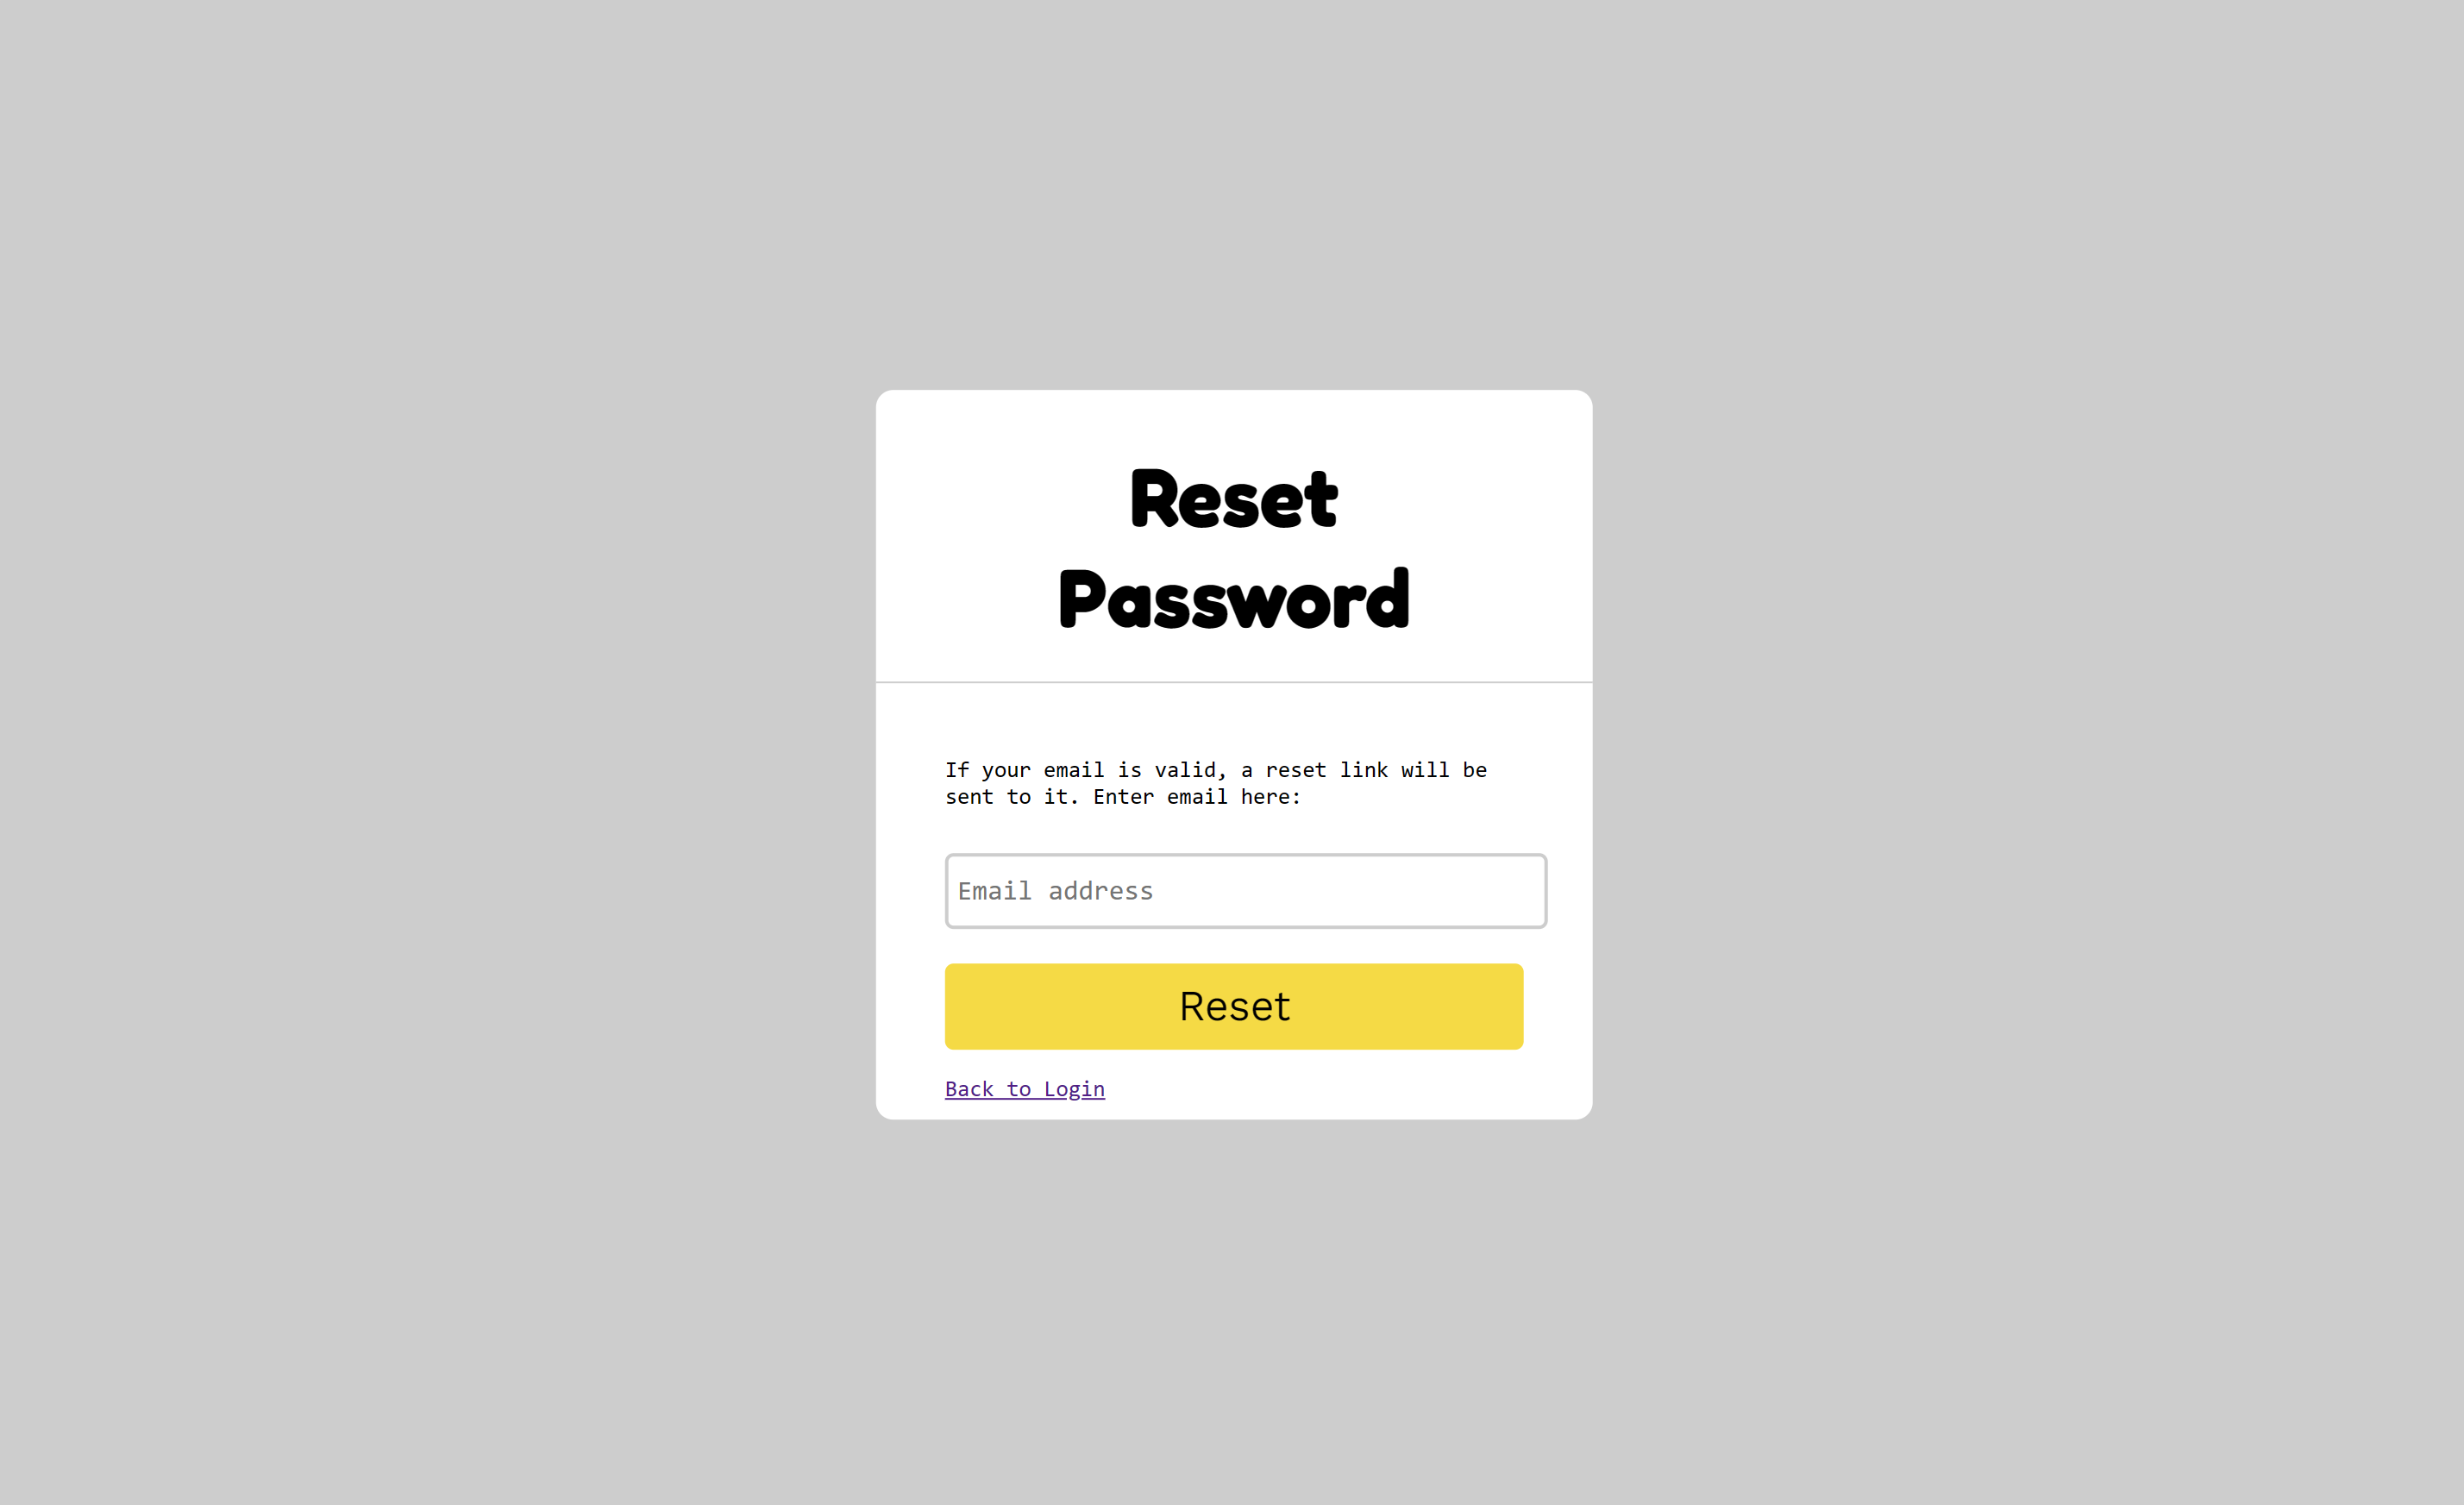 Reset
Password
If your email is valid, a reset link will be
sent to it. Enter email here:
Email address
Reset
Back to Login